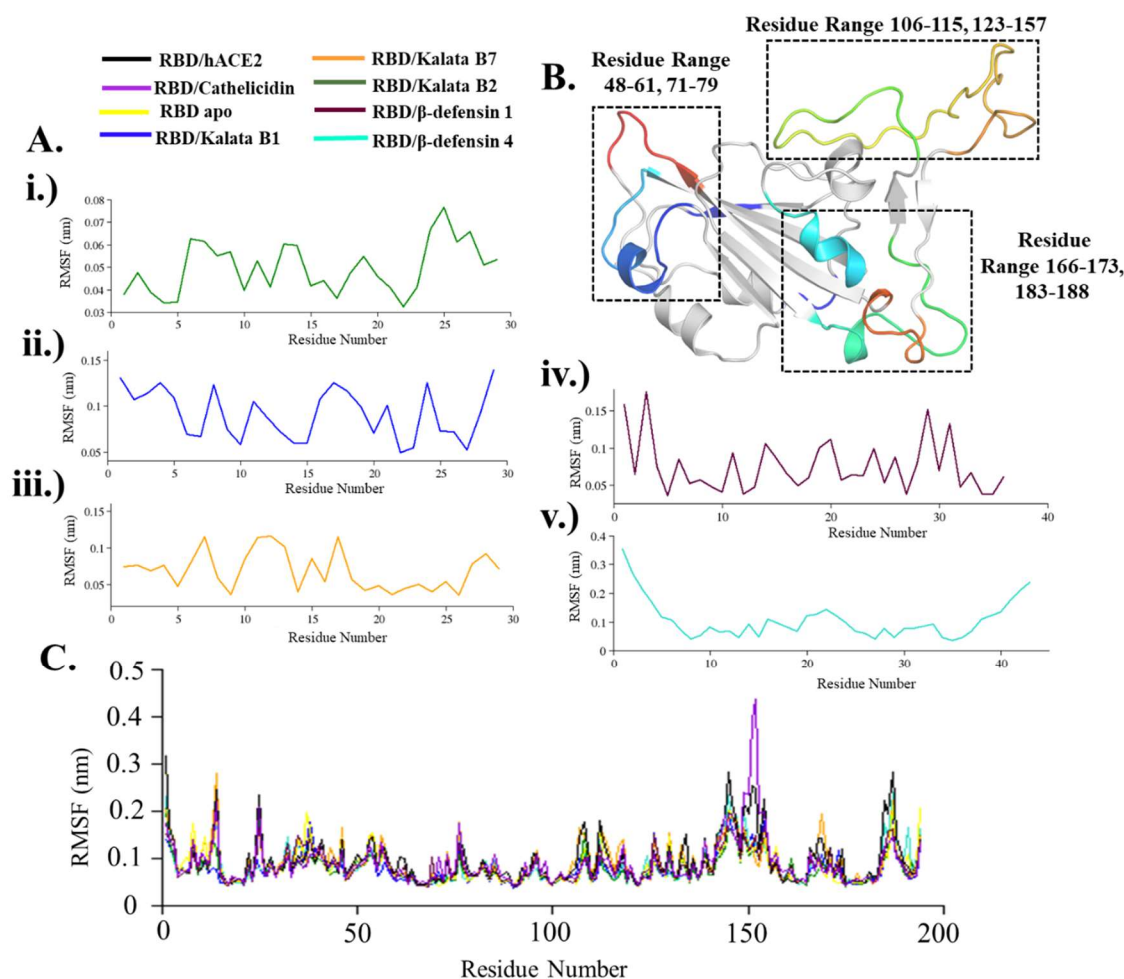 RBD/hACE2
RBD/Cathelicidin
RBD apo
RBD/Kalata B1
RBD/Kalata B7
RBD/Kalata B2
RBD/β-defensin 1
RBD/β-defensin 4
A.
i.)
0.08
0.07
0.06
0.05
0.04
0.03
RMSF (nm)
0 5 10 15 20 25 30
Residue Number
ii.)
0.15
0.1
0.05
RMSF (nm)
0 5 10 15 20 25 30
Residue Number
iii.)
0.15
0.1
0.05
RMSF (nm)
0 5 10 15 20 25 30
Residue Number
B.
Residue Range
48-61, 71-79
Residue Range 106-115, 123-157
Residue
Range 166-173,
183-188
iv.)
0.15
0.1
0.05
RMSF (nm)
0 10 20 30 40
Residue Number
v.)
0.4
0.3
0.2
0.1
0
RMSF (nm)
0 10 20 30 40
Residue Number
C.
0.5
0.4
0.3
0.2
0.1
0
RMSF (nm)
0 50 100 150 200
Residue Number